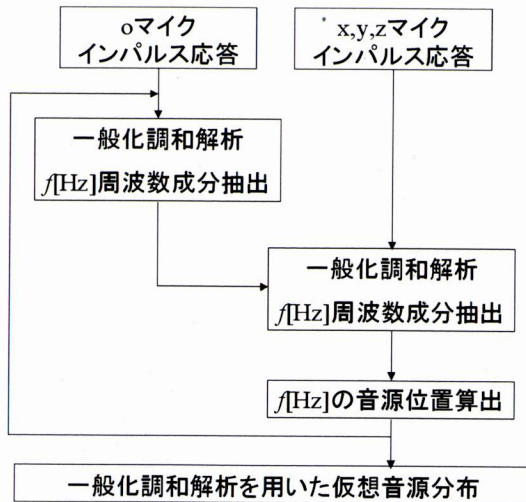 oマイク
インパルス応答
x,y,zマイク
インパルス応答
一般化調和解析
f[Hz]周波数成分抽出
一般化調和解析
f[Hz]周波数成分抽出
f[Hz]の音源位置算出
一般化調和解析を用いた仮想音源分布